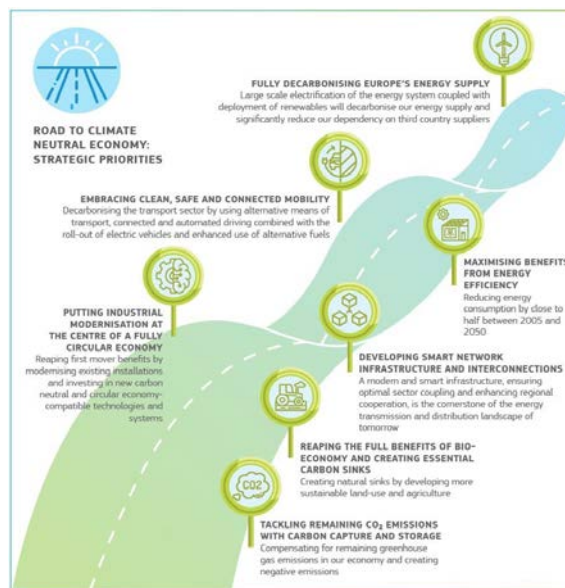 ROAD TO CLIMATE
NEUTRAL ECONOMY:
STRATEGIC PRIORITIES
FULLY DECARBONISING EUROPE'S ENERGY SUPPLY
Large scale electrification of the energy system coupled with
deployment of renewables will decarbonise our energy supply and
significantly reduce our dependency on third country suppliers
EMBRACING CLEAN, SAFE AND CONNECTED MOBILITY
Decarbonising the transport sector by using alternative means of
transport, connected and automated driving combined with the
roll-out of electric vehicles and enhanced use of alternative fuels
MAXIMISING BENEFITS
FROM ENERGY
EFFICIENCY
Reducing energy
consumption by close to
half between 2005 and
2050
PUTTING INDUSTRIAL
MODERNISATION AT
THE CENTRE OF A FULLY
CIRCULAR ECONOMY
Reaping first mover benefits by
modernising existing installations
and investing in new carbon
neutral and circular economy-
compatible technologies and
systems
DEVELOPING SMART NETWORK
INFRASTRUCTURE AND INTERCONNECTIONS
A modern and smart infrastructure, ensuring
optimal sector coupling and enhancing regional
cooperation, is the cornerstone of the energy
transmission and distribution landscape of
tomorrow
REAPING THE FULL BENEFITS OF BIO-
ECONOMY AND CREATING ESSENTIAL
CARBON SINKS
Creating natural sinks by developing more
sustainable land-use and agriculture
CO2
TACKLING REMAINING CO₂ EMISSIONS
WITH CARBON CAPTURE AND STORAGE
Compensating for remaining greenhouse
gas emissions in our economy and creating
negative emissions